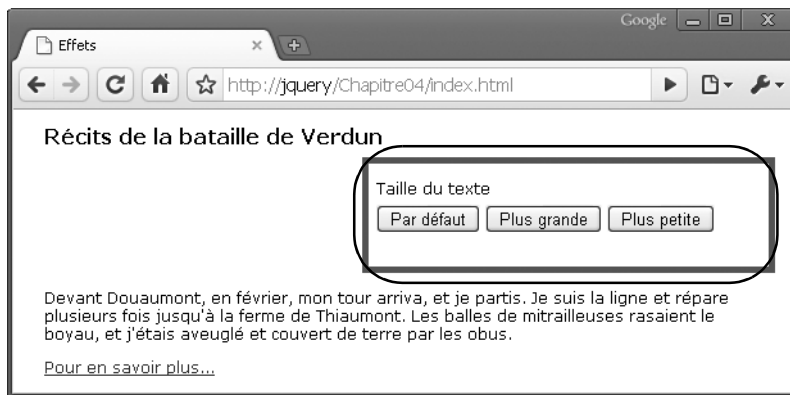 Google
Effets
http://jquery/Chapitre04/index.html
Récits de la bataille de Verdun
Taille du texte
Par défaut Plus grande Plus petite
Devant Douaumont, en février, mon tour arriva, et je partis. Je suis la ligne et répare
plusieurs fois jusqu'à la ferme de Thiaumont. Les balles de mitrailleuses rasaient le
boyau, et j'étais aveuglé et couvert de terre par les obus.
Pour en savoir plus...